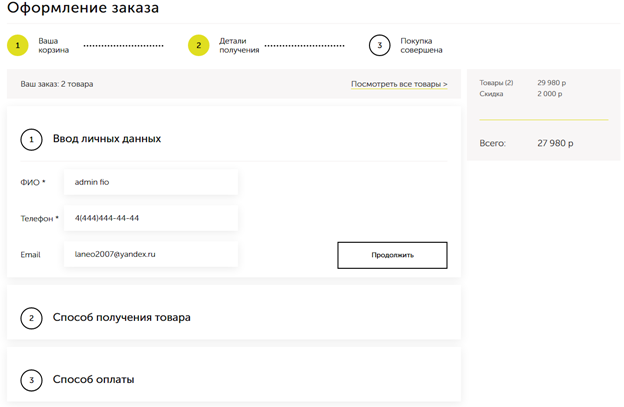 Оформление заказа
1 Ваша корзина
2 Детали получения
3 Покупка совершена
Ваш заказ: 2 товара Посмотреть все товары >
Товары (2) 29 980 р
Скидка 2 000 р
Всего: 27 980 р
1 Ввод личных данных
ФИО * admin fio
Телефон * 4(444)444-44-44
Email laneo2007@yandex.ru
Продолжить
2 Способ получения товара
3 Способ оплаты